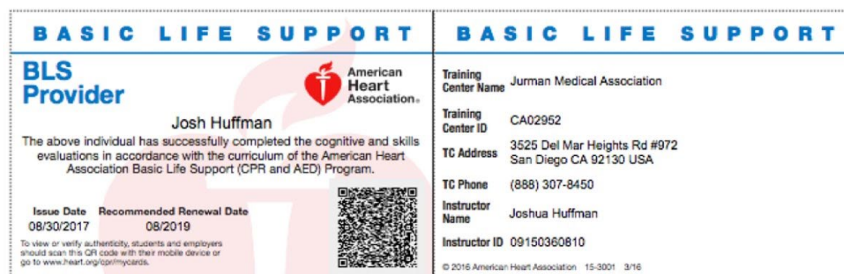 BASIC LIFE SUPPORT
BLS
Provider
American
Heart
Association®
Josh Huffman
The above individual has successfully completed the cognitive and skills
evaluations in accordance with the curriculum of the American Heart
Association Basic Life Support (CPR and AED) Program.
Issue Date Recommended Renewal Date
08/30/2017 08/2019
To view or verify authenticity, students and employers
should scan this QR code with their mobile device or
go to www.heart.org/cpr/mycards.
BASIC LIFE SUPPORT
Training
Center Name Jurman Medical Association
Training
Center ID CA02952
TC Address 3525 Del Mar Heights Rd #972
San Diego CA 92130 USA
TC Phone (888) 307-8450
Instructor
Name Joshua Huffman
Instructor ID 09150360810
© 2016 American Heart Association 15-3001 3/16